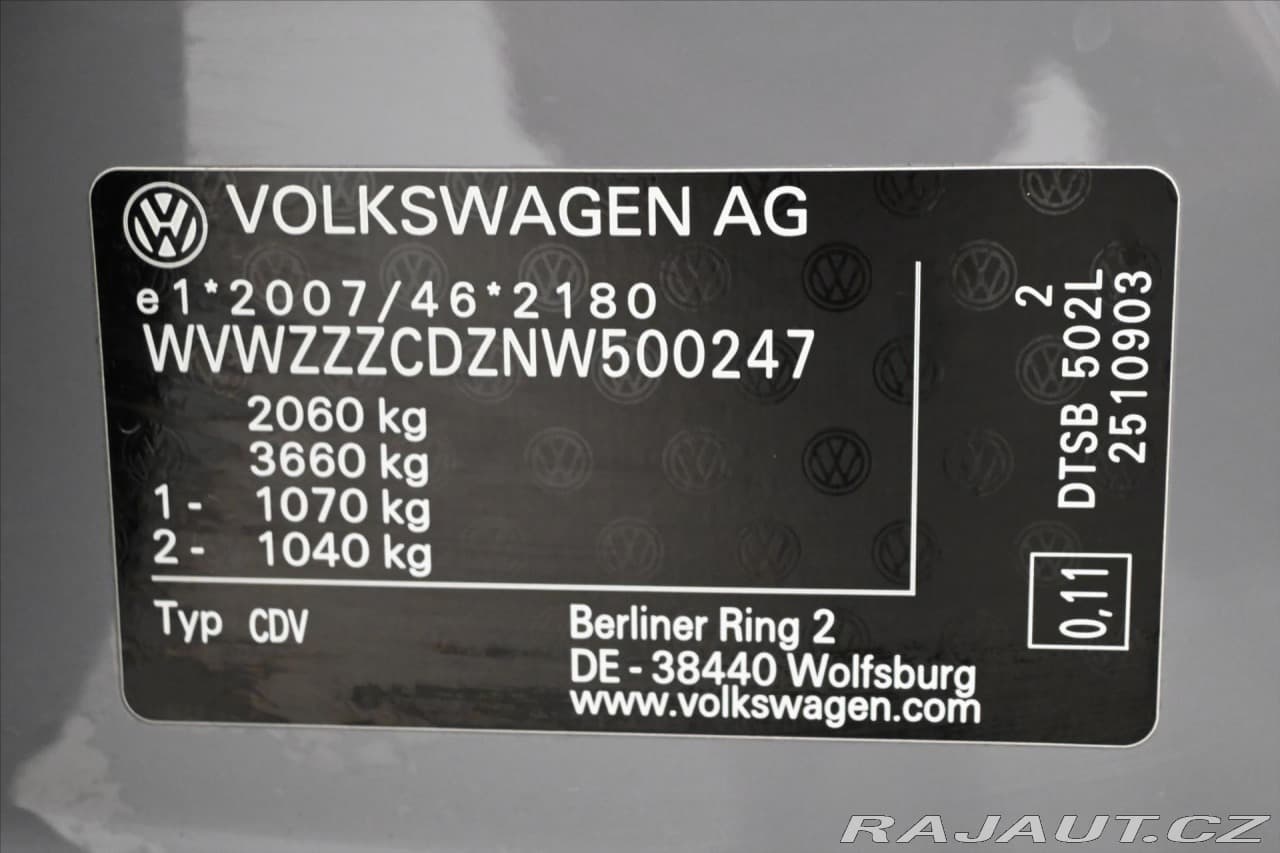 VOLKSWAGEN AG
e1*2007/46*2180
WVWZZZCDZNW500247
2060 kg
3660 kg
1 - 1070 kg
2 - 1040 kg
Typ CDV
Berliner Ring 2
DE - 38440 Wolfsburg
www.volkswagen.com
2
DTSB 502L
2510903
0,11
RAJAUT.CZ